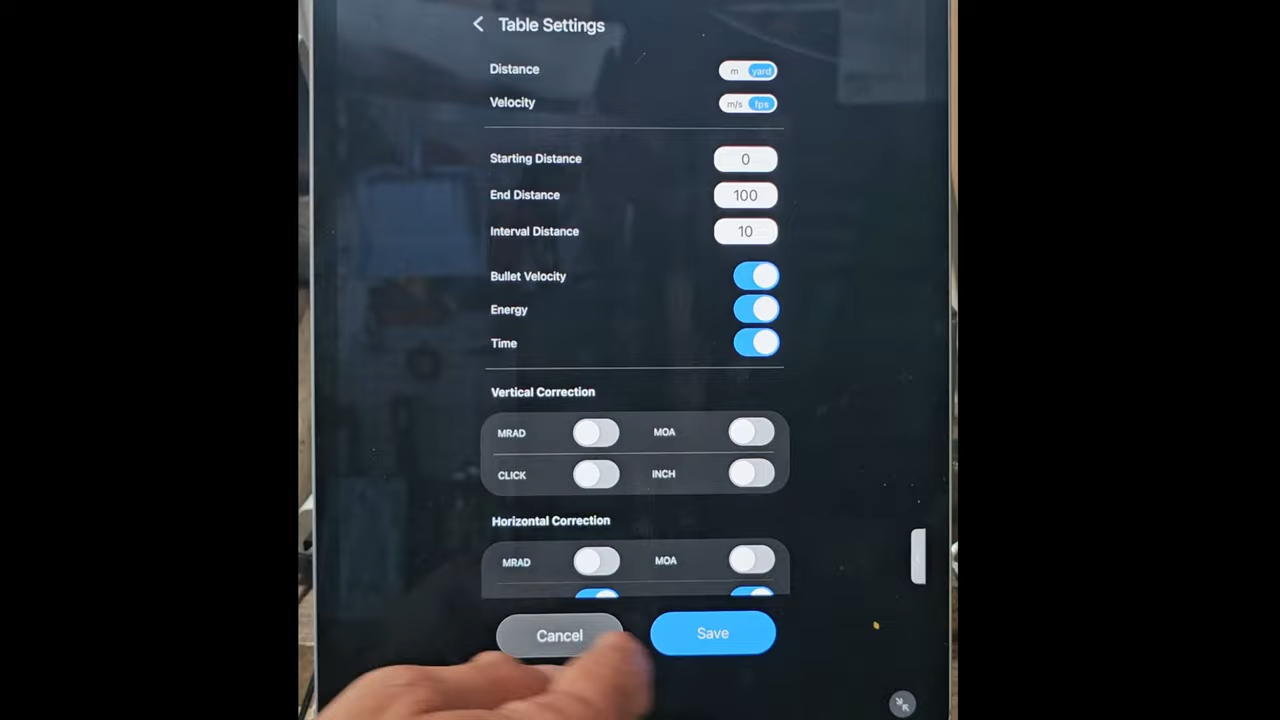 Table Settings
Distance m yard
Velocity m/s fps
Starting Distance 0
End Distance 100
Interval Distance 10
Bullet Velocity
Energy
Time
Vertical Correction
MRAD MOA
CLICK INCH
Horizontal Correction
MRAD MOA
Cancel Save